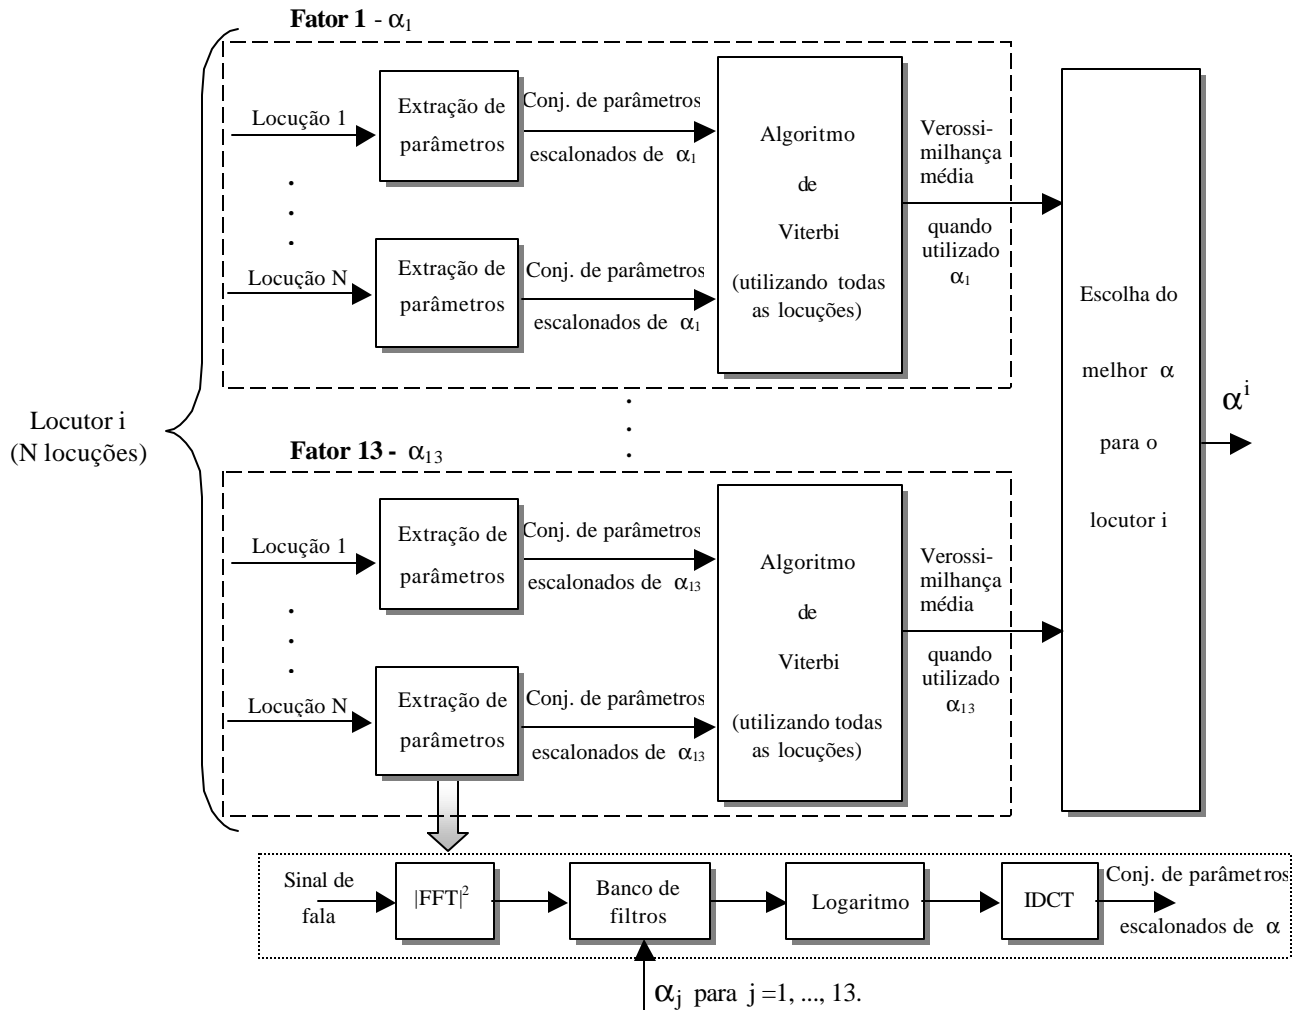 Fator 1 - α1
Locução 1
Extração de
parâmetros
Conj. de parâmetros
escalonados de α1
Locução N
Extração de
parâmetros
Conj. de parâmetros
escalonados de α1
Algoritmo
de
Viterbi
(utilizando todas
as locuções)
Verossi-
milhança
média
quando
utilizado
α1
Locutor i
(N locuções)
Fator 13 - α13
Locução 1
Extração de
parâmetros
Conj. de parâmetros
escalonados de α13
Locução N
Extração de
parâmetros
Conj. de parâmetros
escalonados de α13
Algoritmo
de
Viterbi
(utilizando todas
as locuções)
Verossi-
milhança
média
quando
utilizado
α13
Escolha do
melhor α
para o
locutor i
α^i
Sinal de
fala
|FFT|²
Banco de
filtros
Logaritmo
IDCT
Conj. de parâmetros
escalonados de α
αj para j =1, ..., 13.